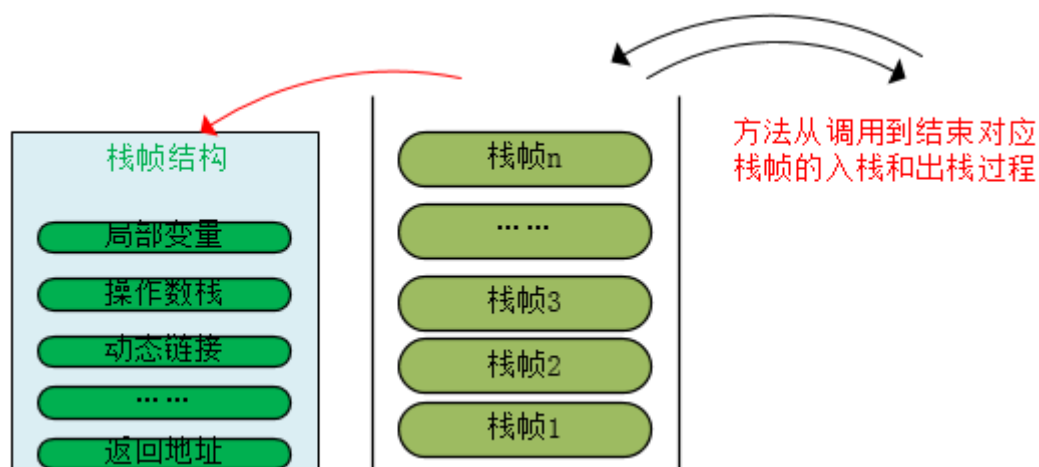 方法从调用到结束对应
栈帧的入栈和出栈过程
栈帧结构
局部变量
操作数栈
动态链接
……
返回地址
栈帧n
……
栈帧3
栈帧2
栈帧1